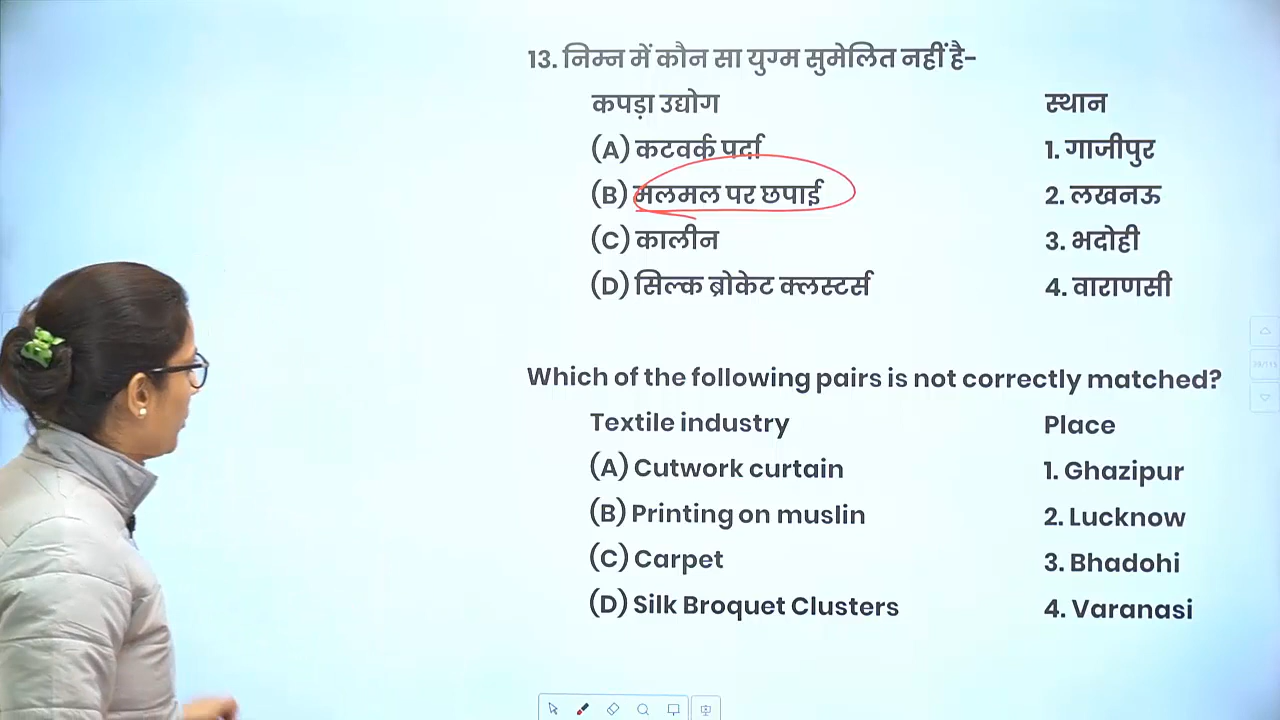 13. निम्न में कौन सा युग्म सुमेलित नहीं है-
कपड़ा उद्योग स्थान
(A) कटवर्क पर्दा 1. गाजीपुर
(B) मलमल पर छपाई 2. लखनऊ
(C) कालीन 3. भदोही
(D) सिल्क ब्रोकेट क्लस्टर्स 4. वाराणसी
Which of the following pairs is not correctly matched?
Textile industry Place
(A) Cutwork curtain 1. Ghazipur
(B) Printing on muslin 2. Lucknow
(C) Carpet 3. Bhadohi
(D) Silk Broquet Clusters 4. Varanasi